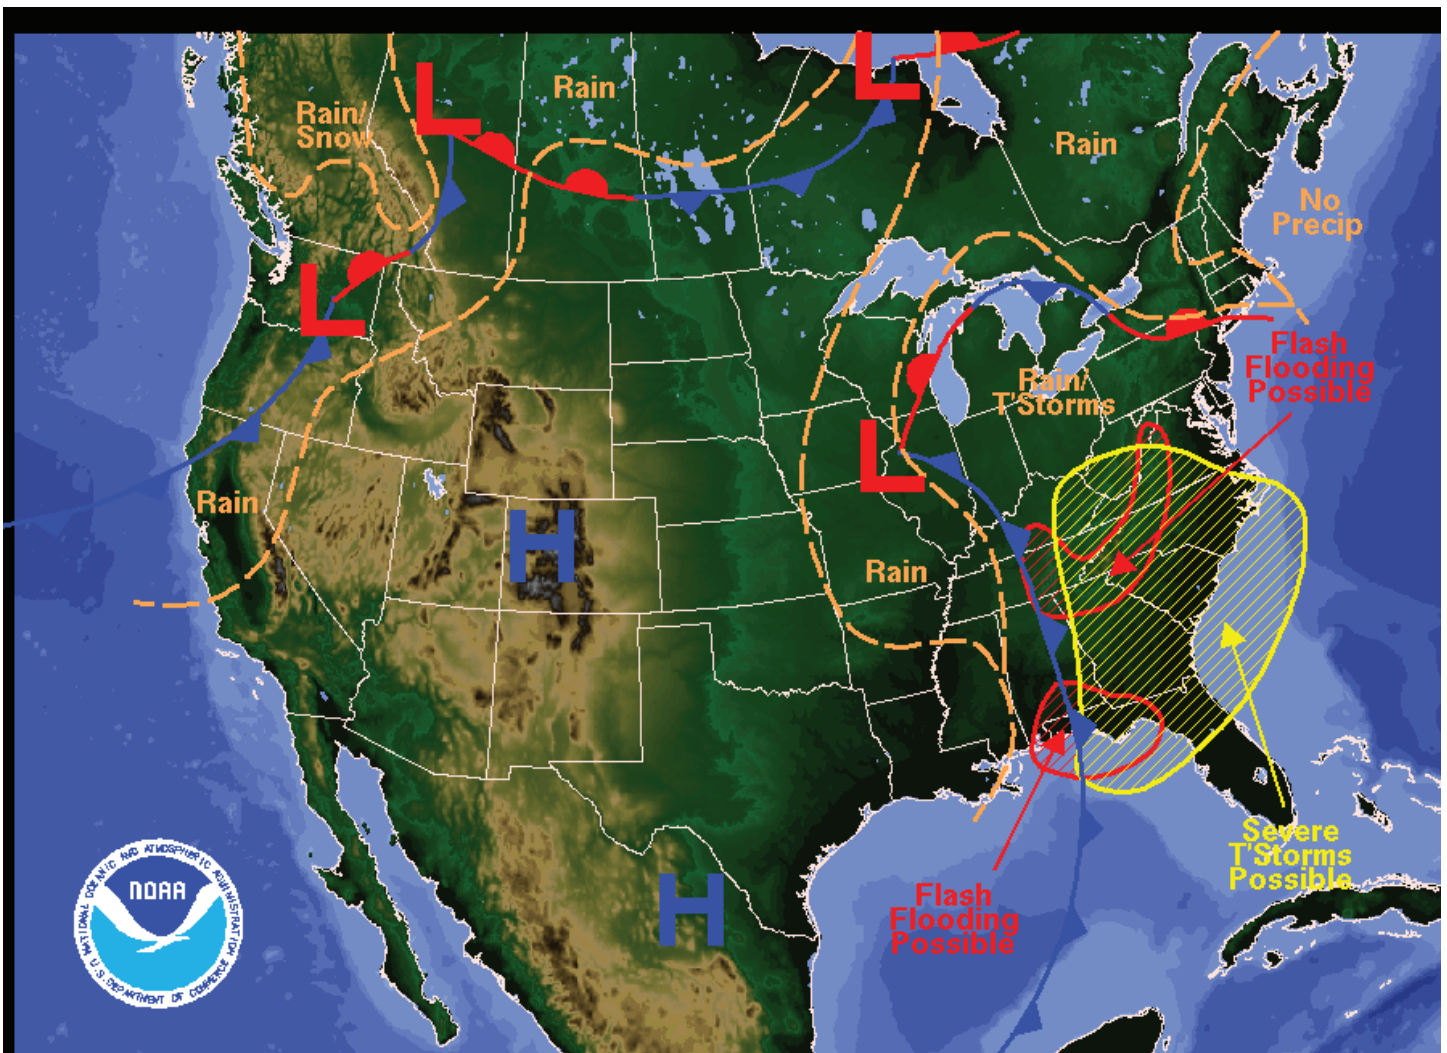 L
L
Rain
Rain/
Snow
Rain
No
Precip
L
Flash
Flooding
Possible
Rain/
T'Storms
L
Rain
H
Rain
Severe
T'Storms
Possible
H
Flash
Flooding
Possible
NATIONAL OCEANIC AND ATMOSPHERIC ADMINISTRATION
NOAA
U.S. DEPARTMENT OF COMMERCE